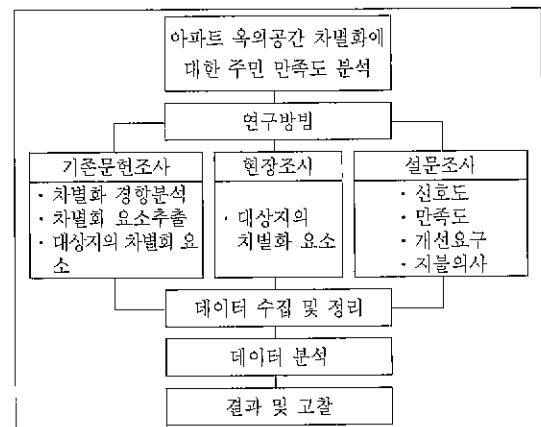 아파트 옥외공간 차별화에
대한 주민 만족도 분석
연구방법
기존문헌조사
· 차별화 경향분석
· 차별화 요소추출
· 대상지의 차별화 요
소
현장조사
· 대상지의
차별화 요소
설문조사
· 선호도
· 만족도
· 개선요구
· 지불의사
데이터 수집 및 정리
데이터 분석
결과 및 고찰